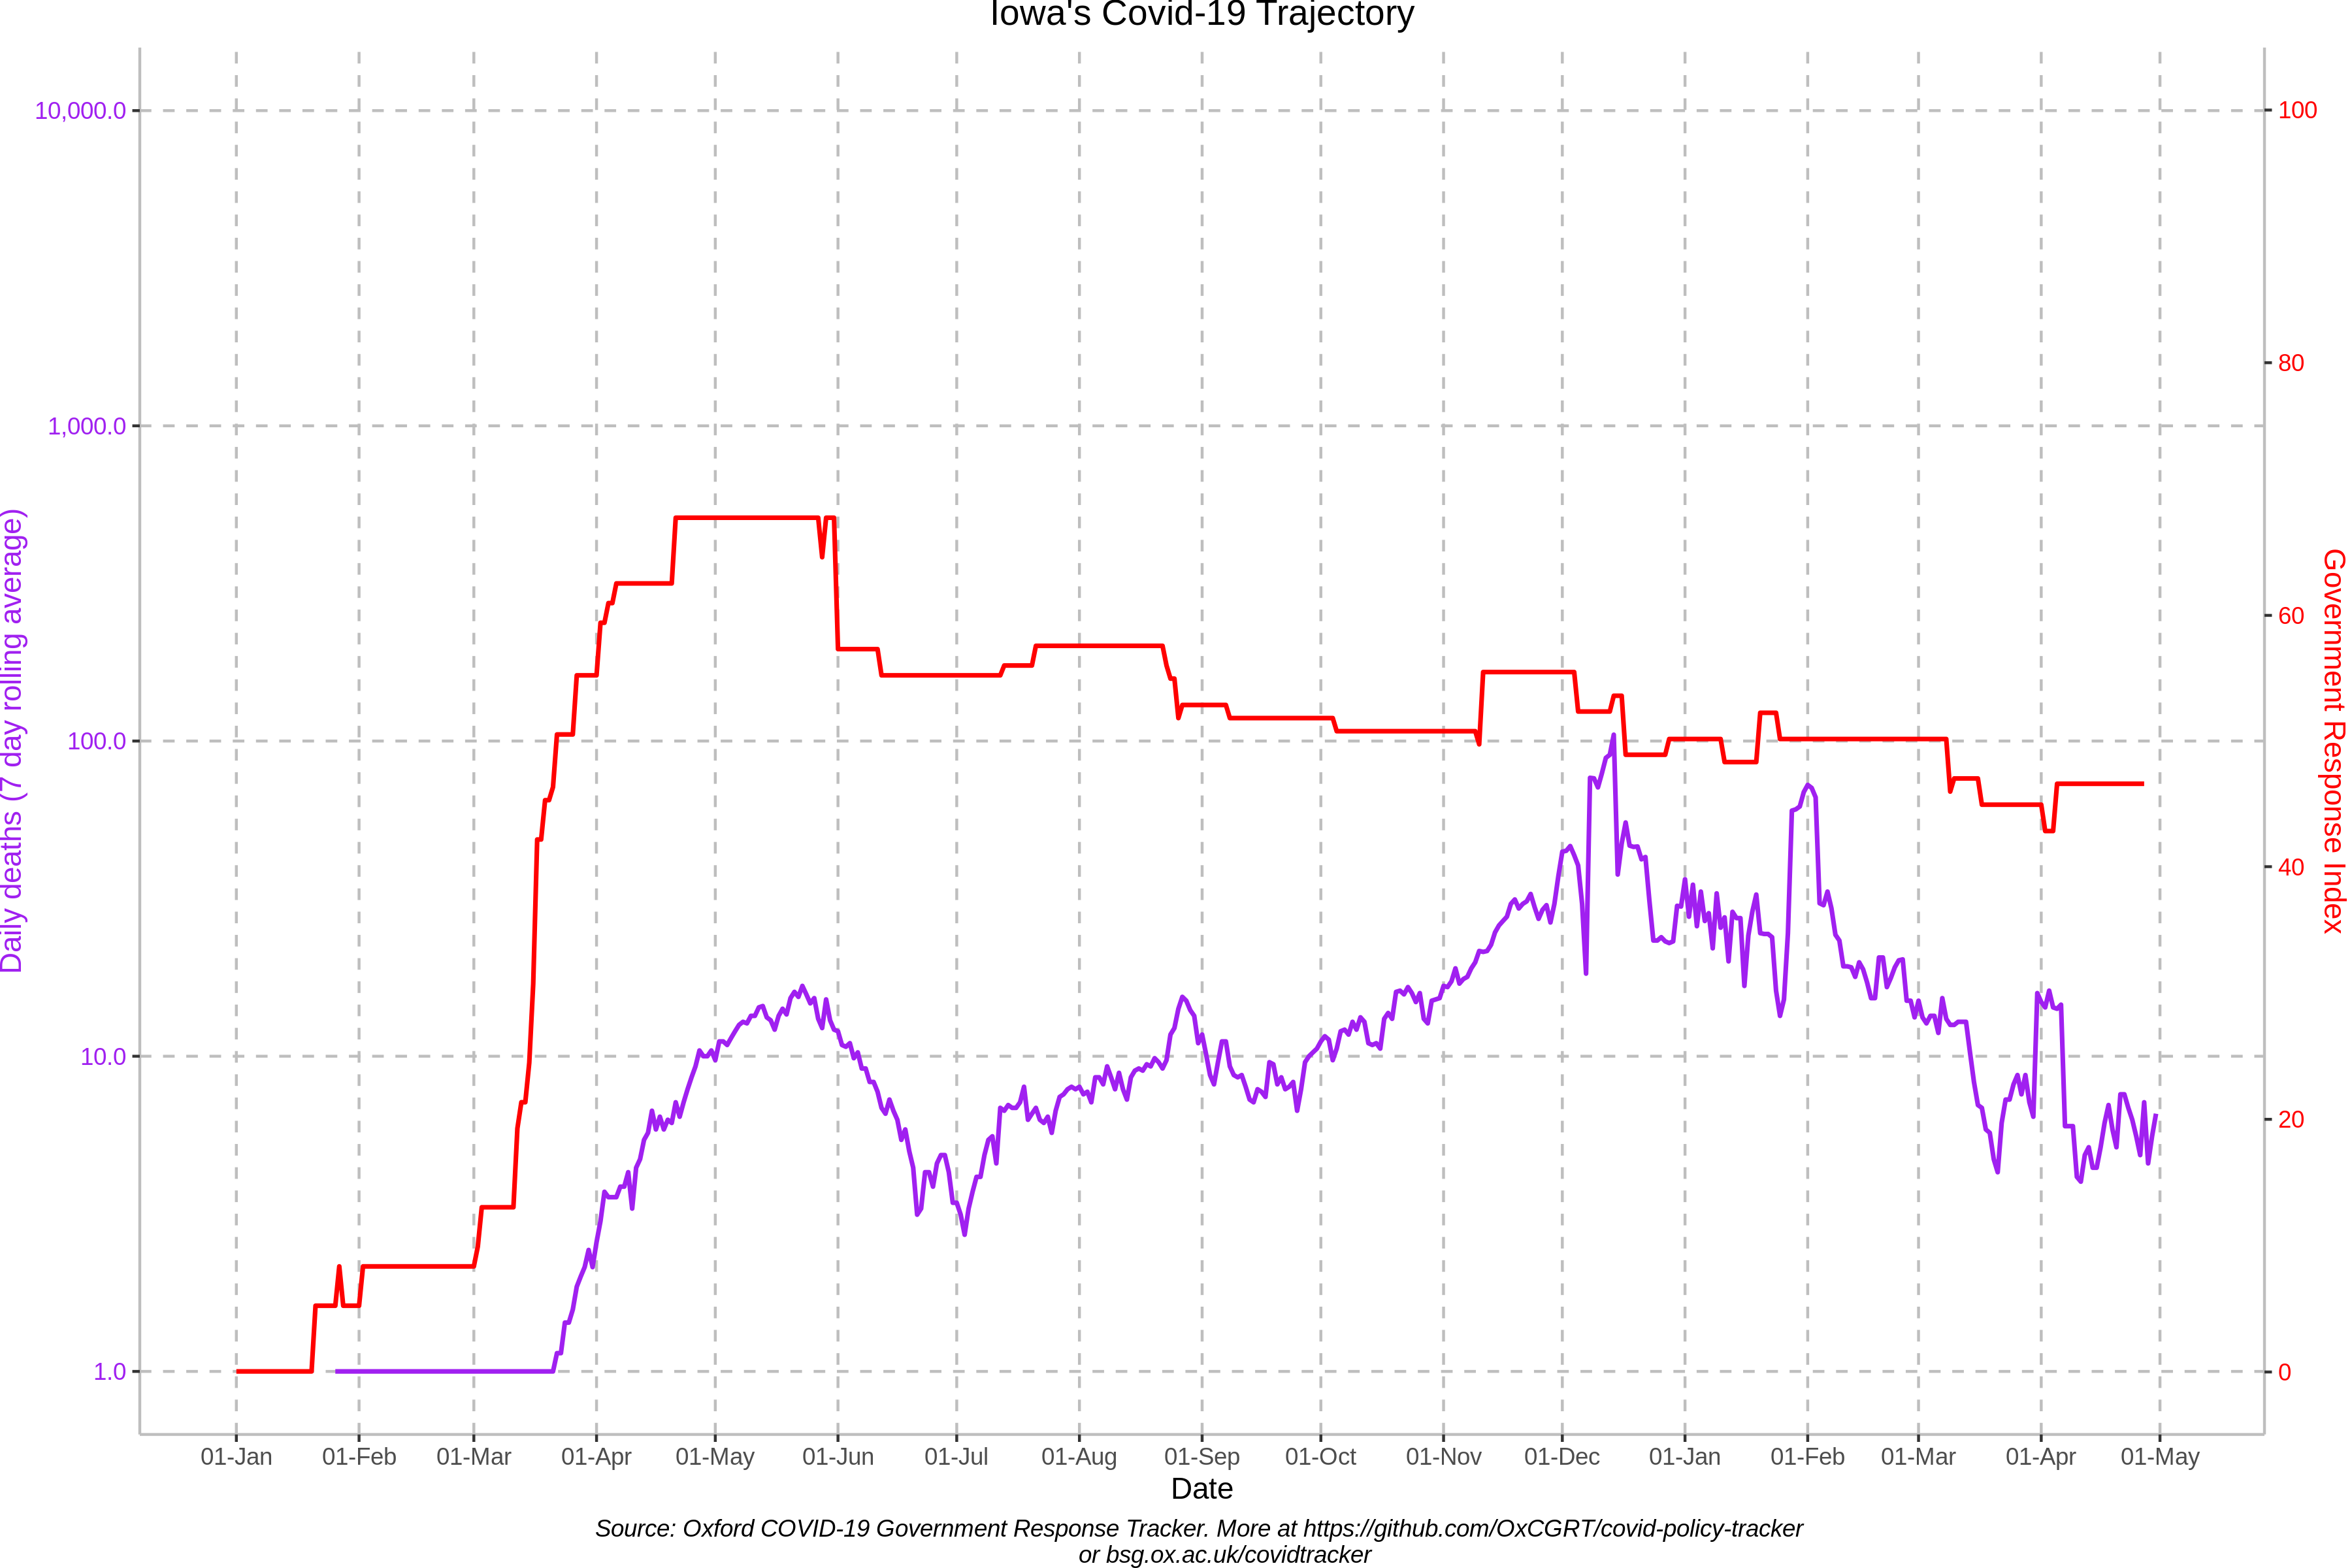 Iowa's Covid-19 Trajectory
10,000.0
1,000.0
100.0
10.0
1.0
Daily deaths (7 day rolling average)
100
80
60
40
20
0
Government Response Index
01-Jan 01-Feb 01-Mar 01-Apr 01-May 01-Jun 01-Jul 01-Aug 01-Sep 01-Oct 01-Nov 01-Dec 01-Jan 01-Feb 01-Mar 01-Apr 01-May
Date
Source: Oxford COVID-19 Government Response Tracker. More at https://github.com/OxCGRT/covid-policy-tracker
or bsg.ox.ac.uk/covidtracker